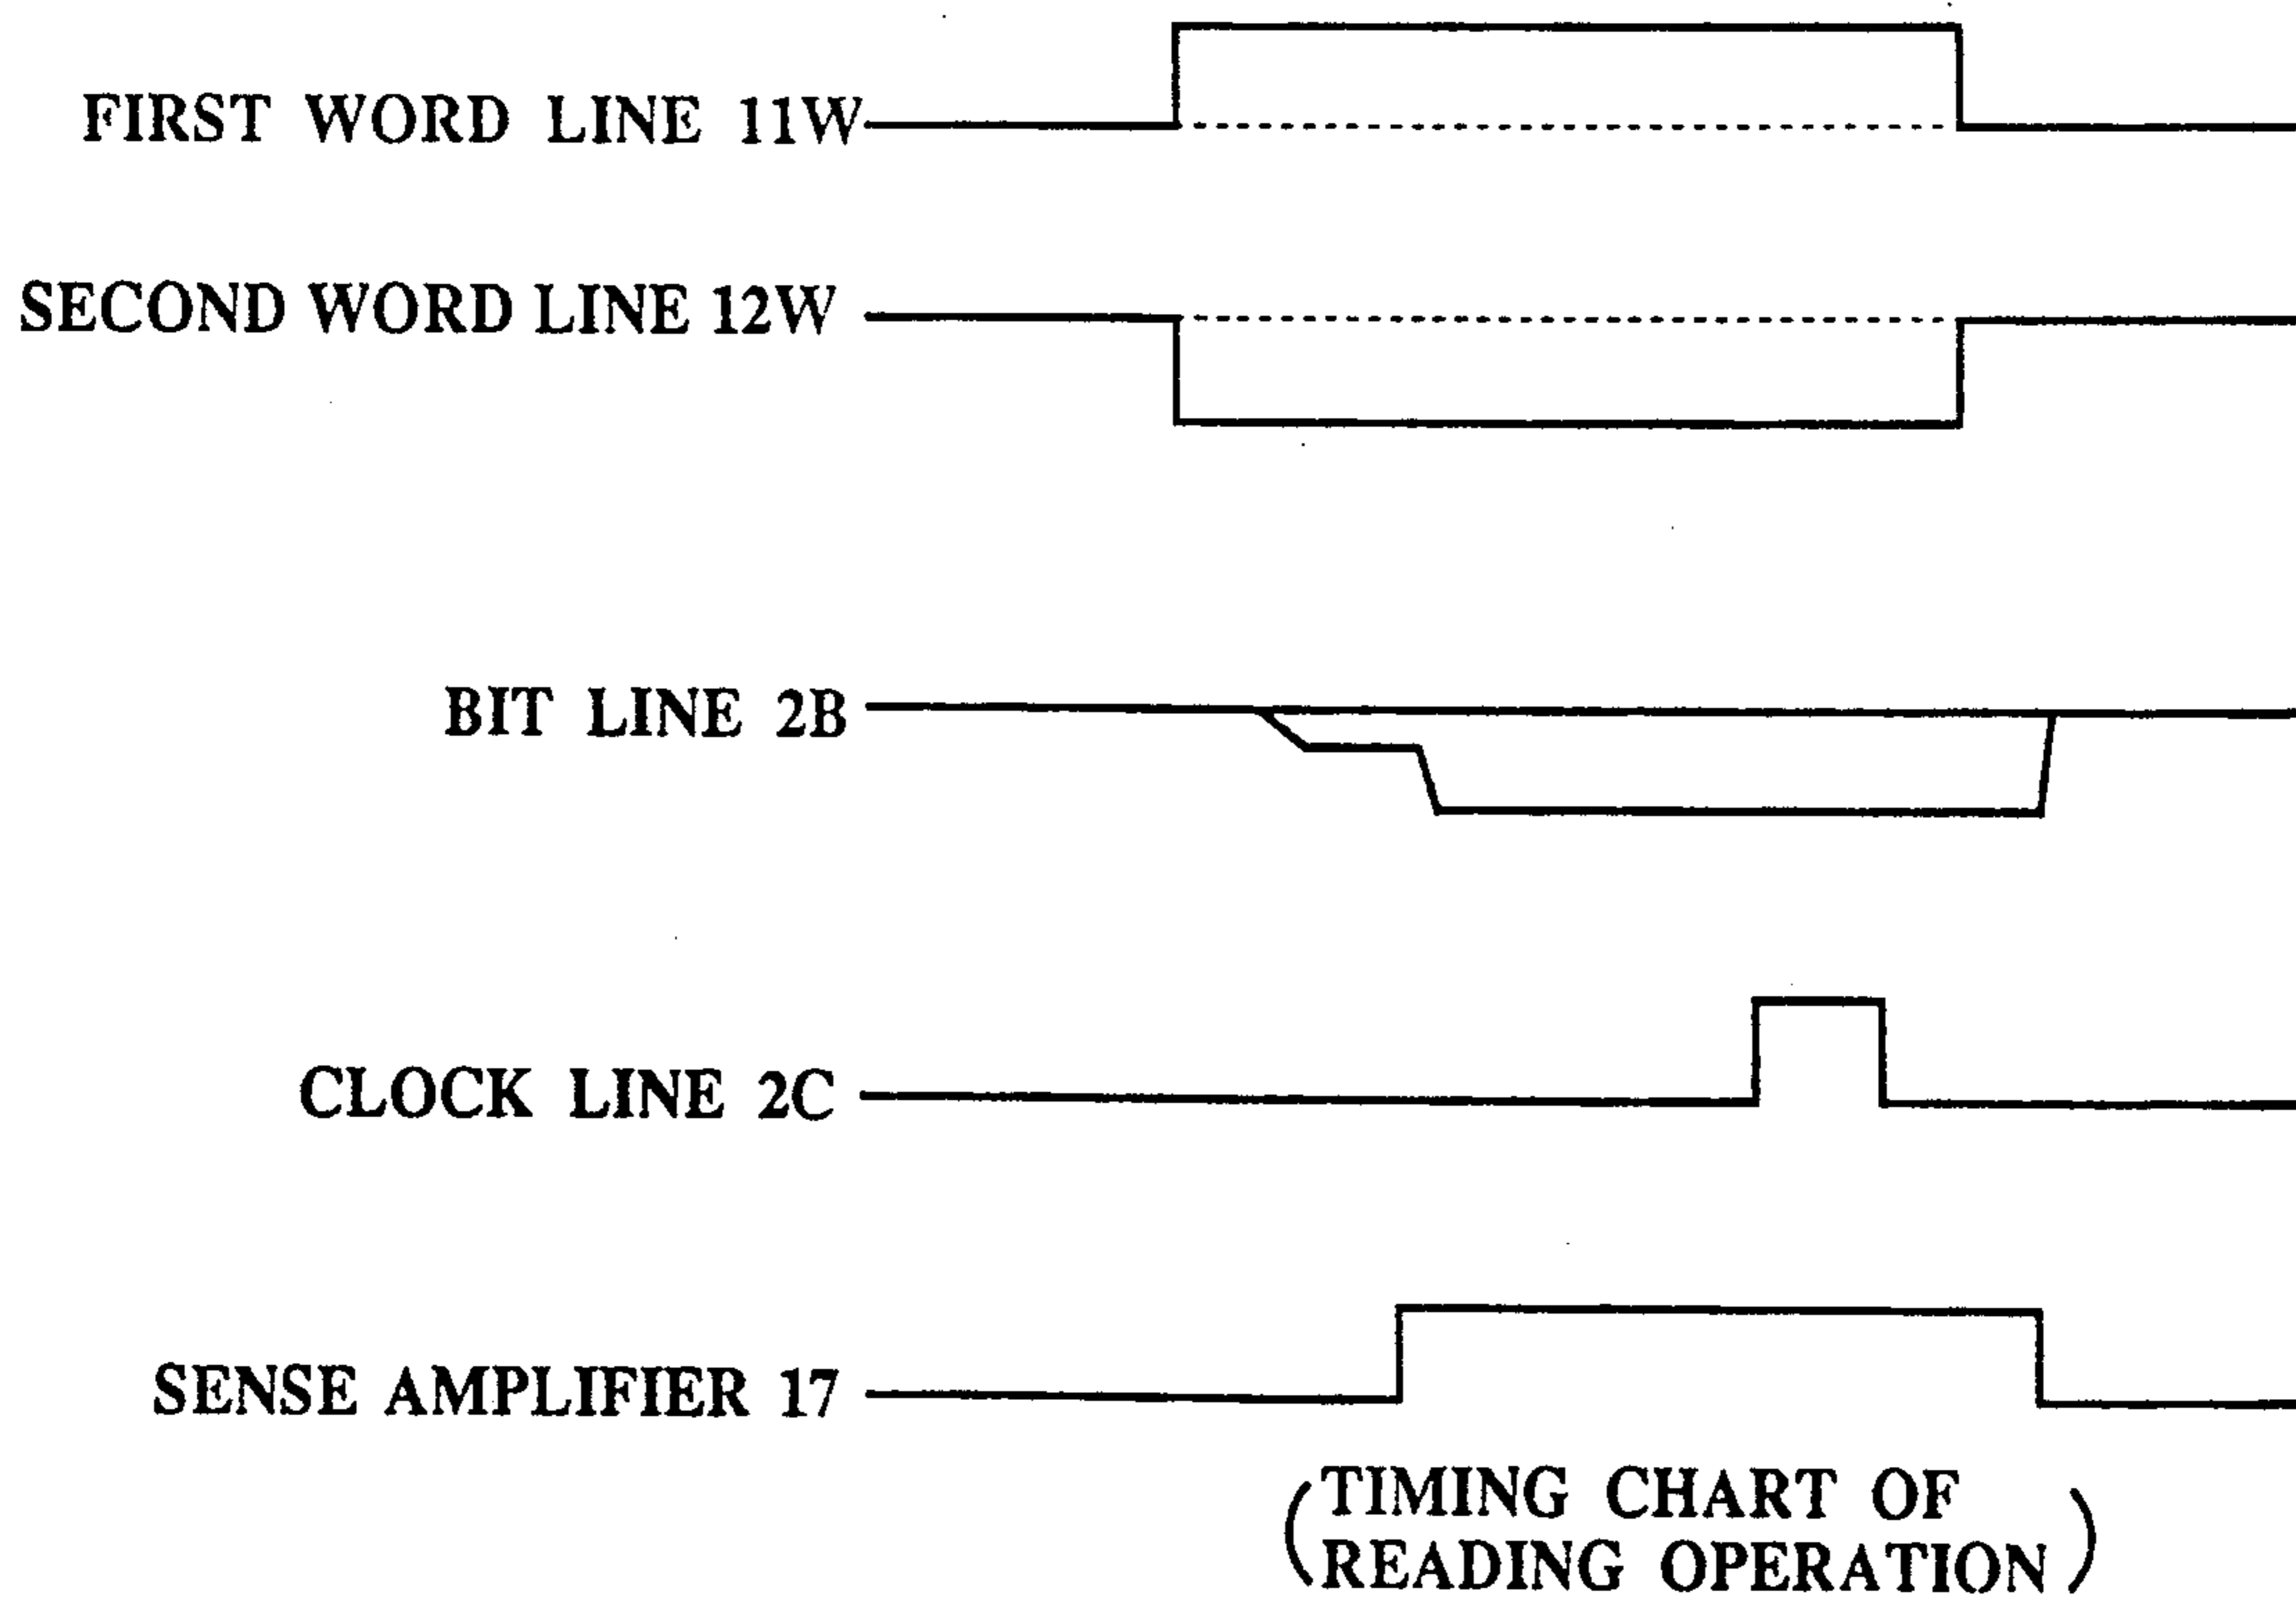 FIRST WORD LINE 11W
SECOND WORD LINE 12W
BIT LINE 2B
CLOCK LINE 2C
SENSE AMPLIFIER 17
(TIMING CHART OF
READING OPERATION)